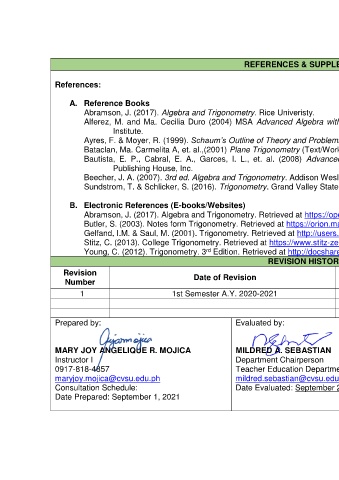 REFERENCES & SUPPLE
References:
A. Reference Books
Abramson, J. (2017). Algebra and Trigonometry. Rice Univeristy.
Alferez, M. and Ma. Cecilia Duro (2004) MSA Advanced Algebra with
Institute.
Ayres, F. & Moyer, R. (1999). Schaum's Outline of Theory and Problem
Bataclan, Ma. Carmelita A, et. al.,(2001) Plane Trigonometry (Text/Work
Bautista, E. P., Cabral, E. A., Garces, I. L., et. al. (2008) Advance
Publishing House, Inc.
Beecher, J. A. (2007). 3rd ed. Algebra and Trigonometry. Addison Wesl
Sundstrom, T. & Schlicker, S. (2016). Trigonometry. Grand Valley State
B. Electronic References (E-books/Websites)
Abramson, J. (2017). Algebra and Trigonometry. Retrieved at https://ope
Butler, S. (2003). Notes form Trigonometry. Retrieved at https://orion.ma
Gelfand, I.M. & Saul, M. (2001). Trigonometry. Retrieved at http://users.
Stitz, C. (2013). College Trigonometry. Retrieved at https://www.stitz-ze
Young, C. (2012). Trigonometry. 3rd Edition. Retrieved at http://docshare
REVISION HISTOR
Revision Number
Date of Revision
1 1st Semester A.Y. 2020-2021
Prepared by:
MARY JOY ANGELIQUE R. MOJICA
Instructor I
0917-818-4857
maryjoy.mojica@cvsu.edu.ph
Consultation Schedule:
Date Prepared: September 1, 2021
Evaluated by:
MILDRED A. SEBASTIAN
Department Chairperson
Teacher Education Departme
mildred.sebastian@cvsu.edu
Date Evaluated: September 2